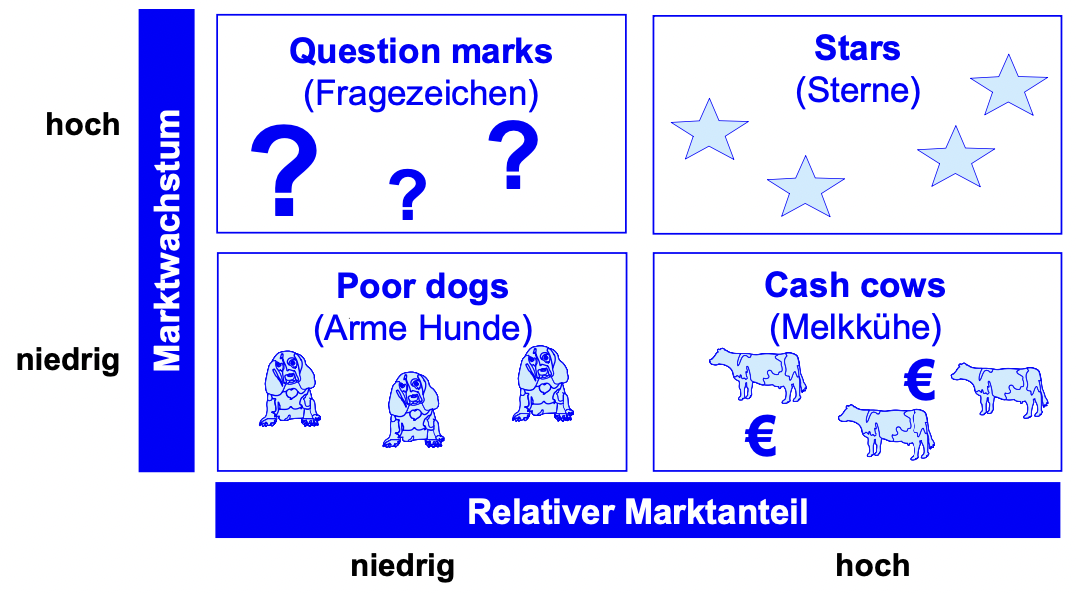 hoch
niedrig
Marktwachstum
Question marks
(Fragezeichen)
? ? ?
Stars
(Sterne)
Poor dogs
(Arme Hunde)
Cash cows
(Melkkühe)
€ €
Relativer Marktanteil
niedrig
hoch